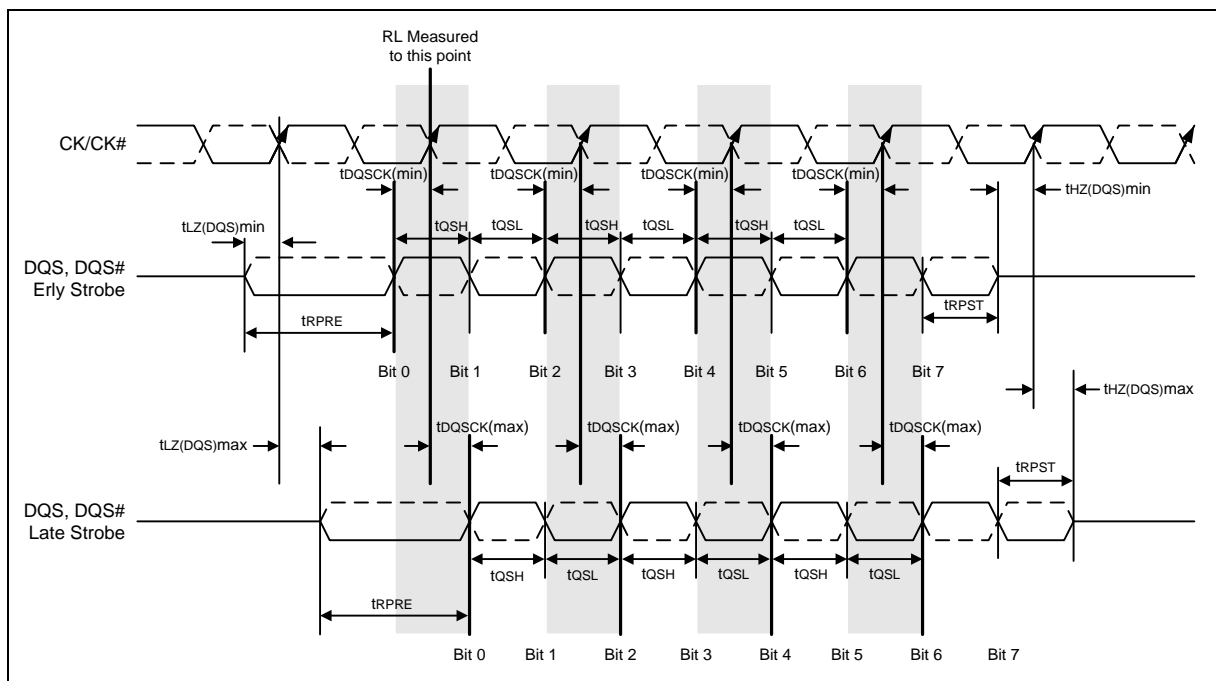 RL Measured
to this point
CK/CK#
tDQSCK(min) tDQSCK(min) tDQSCK(min) tDQSCK(min)
tHZ(DQS)min
tLZ(DQS)min
tQSH tQSL tQSH tQSL tQSH tQSL
DQS, DQS#
Erly Strobe
tRPRE
tRPST
Bit 0 Bit 1 Bit 2 Bit 3 Bit 4 Bit 5 Bit 6 Bit 7
tHZ(DQS)max
tLZ(DQS)max
tDQSCK(max) tDQSCK(max) tDQSCK(max) tDQSCK(max)
tRPST
DQS, DQS#
Late Strobe
tQSH tQSL tQSH tQSL tQSH tQSL
tRPRE
Bit 0 Bit 1 Bit 2 Bit 3 Bit 4 Bit 5 Bit 6 Bit 7